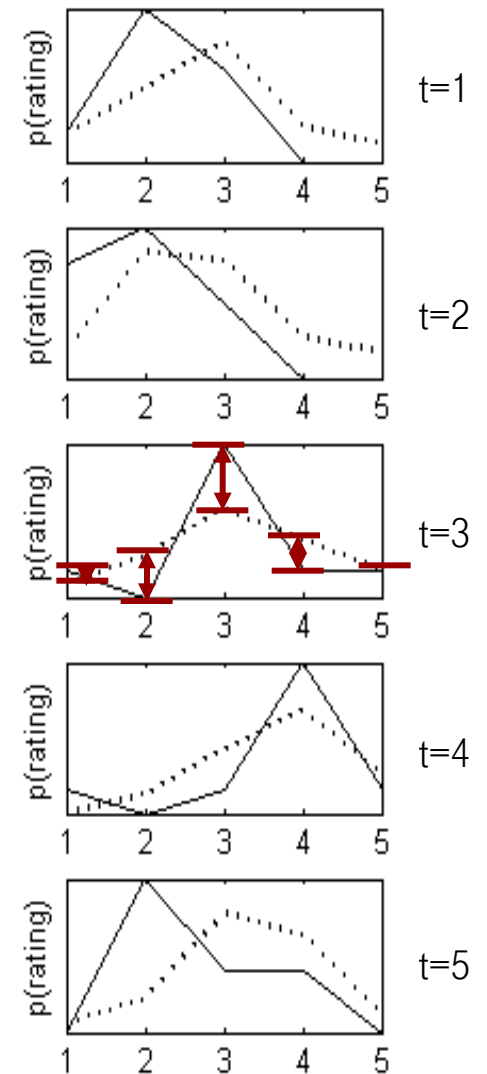 p(rating)
t=1
1 2 3 4 5
p(rating)
t=2
1 2 3 4 5
p(rating)
t=3
1 2 3 4 5
p(rating)
t=4
1 2 3 4 5
p(rating)
t=5
1 2 3 4 5